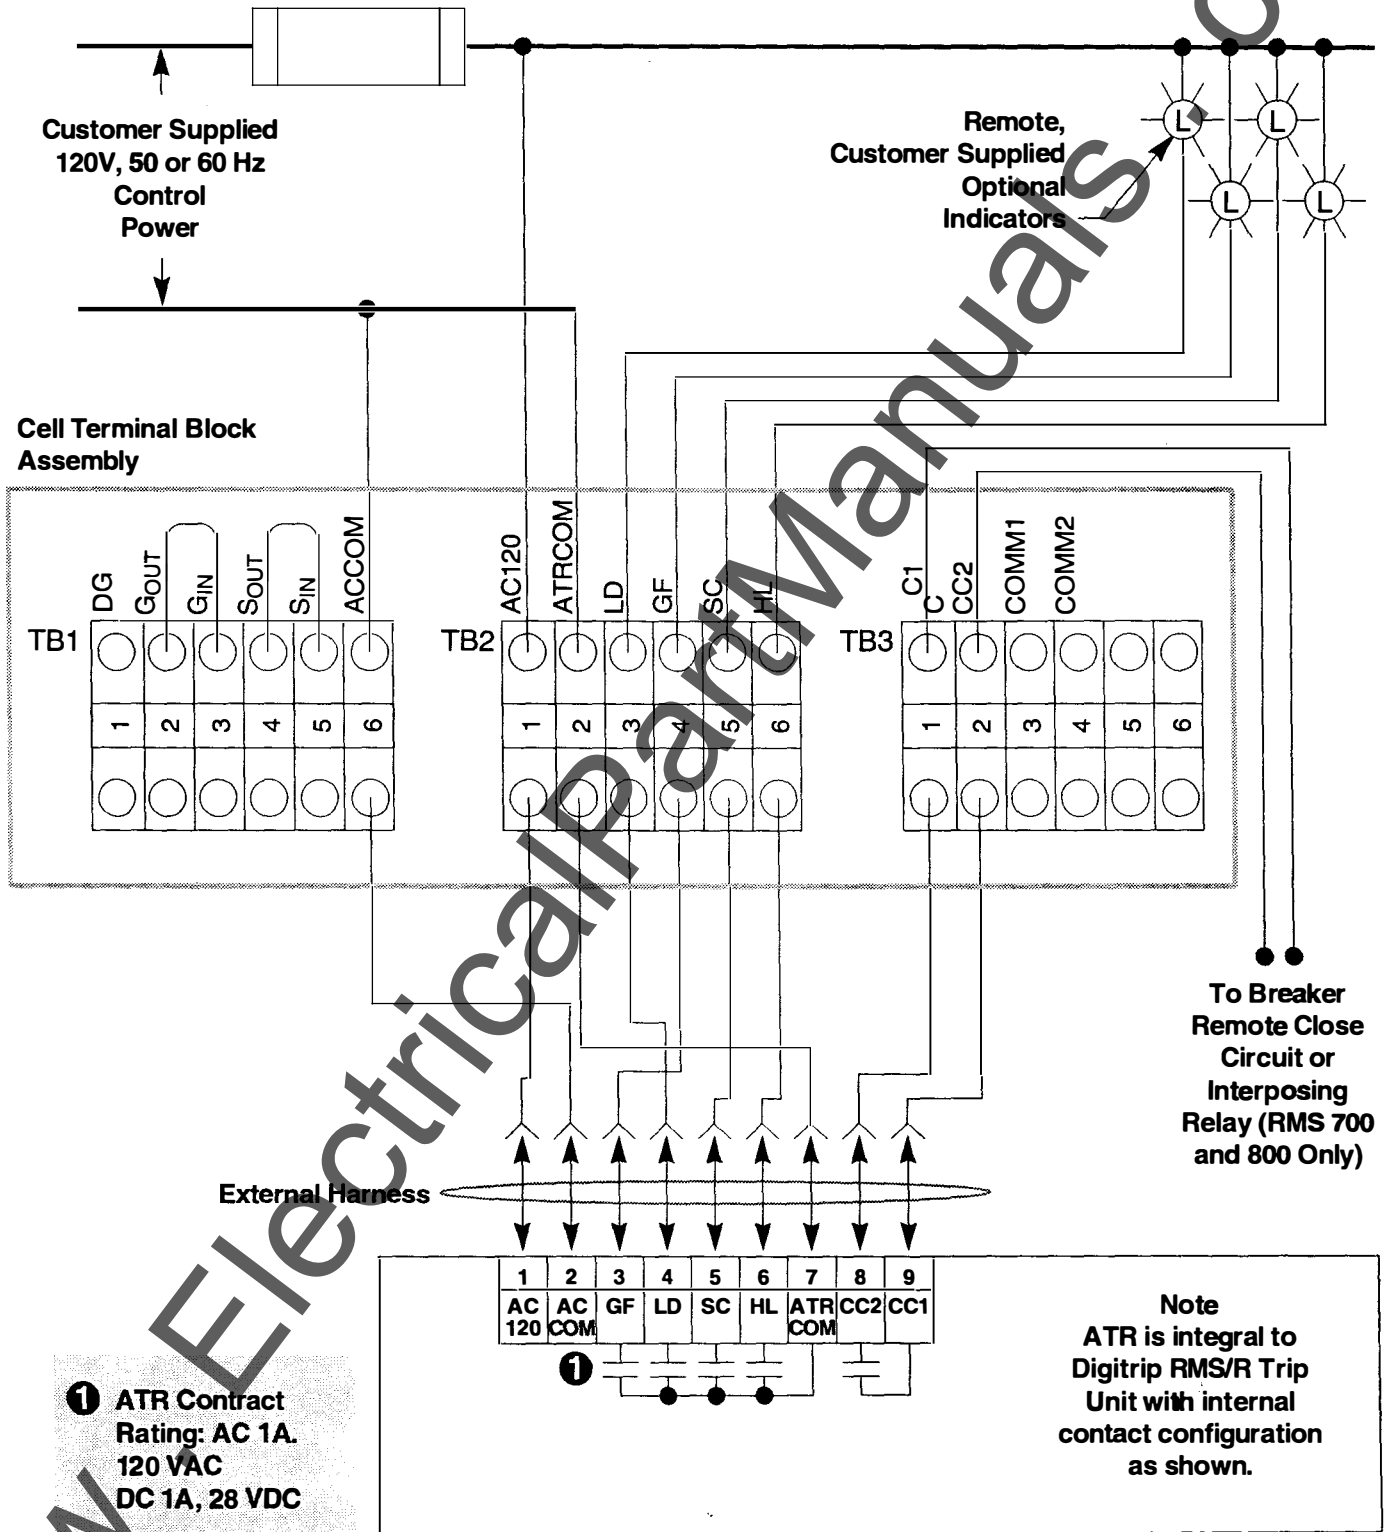 Customer Supplied
120V, 50 or 60 Hz
Control
Power
Remote,
Customer Supplied
Optional
Indicators
L L
L L
Cell Terminal Block
Assembly
DG GOUT GIN SOUT SIN ACCOM
AC120 ATRCOM LD GF SC HL
C1 C CC2 COMM1 COMM2
TB1 TB2 TB3
1 2 3 4 5 6
1 2 3 4 5 6
1 2 3 4 5 6
To Breaker
Remote Close
Circuit or
Interposing
Relay (RMS 700
and 800 Only)
External Harness
1 2 3 4 5 6 7 8 9
AC 120 AC COM GF LD SC HL ATR COM CC2 CC1
1
Note
ATR is integral to
Digitrip RMS/R Trip
Unit with internal
contact configuration
as shown.
1 ATR Contract
Rating: AC 1A.
120 VAC
DC 1A, 28 VDC
w . ElectricalPartManuals . o